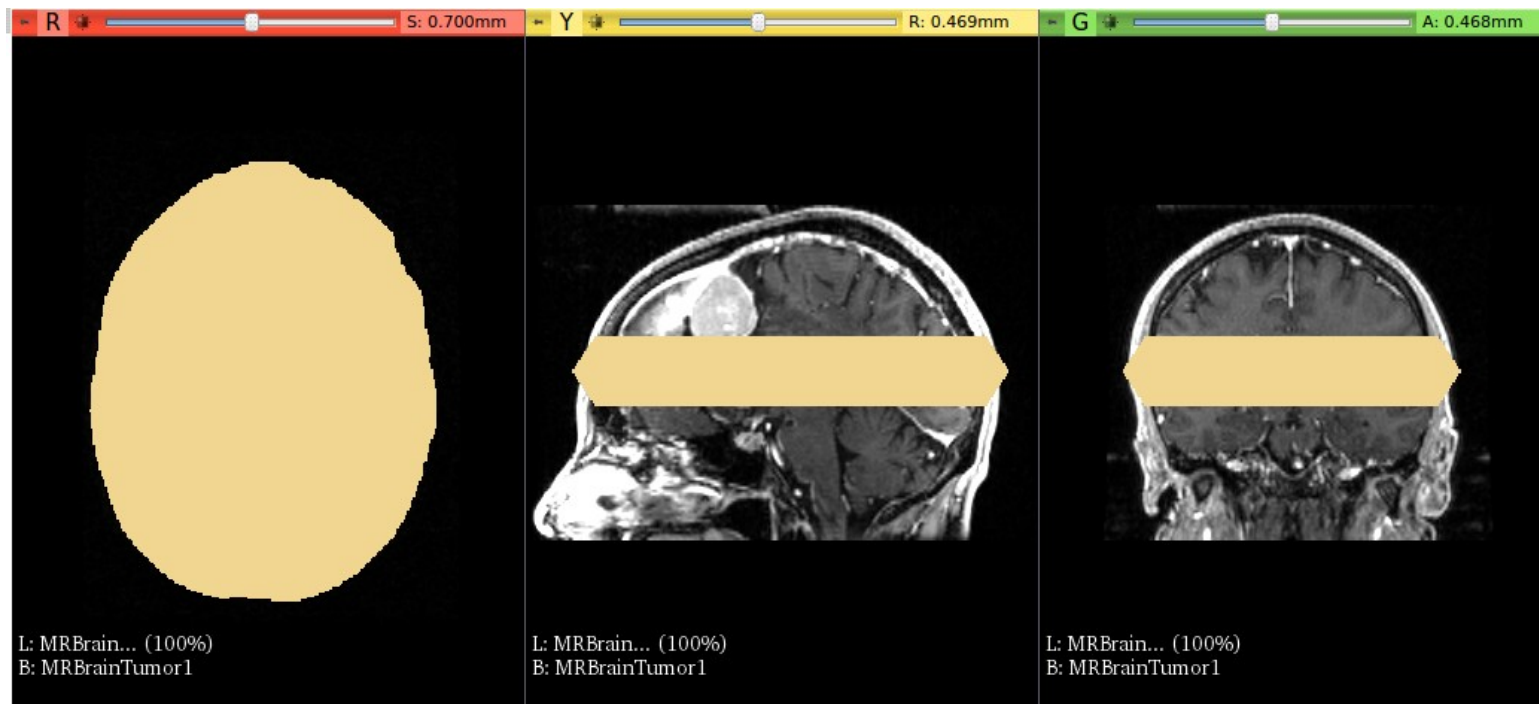 R S: 0.700mm
Y R: 0.469mm
G A: 0.468mm
L: MRBrain... (100%)
B: MRBrainTumor1
L: MRBrain... (100%)
B: MRBrainTumor1
L: MRBrain... (100%)
B: MRBrainTumor1